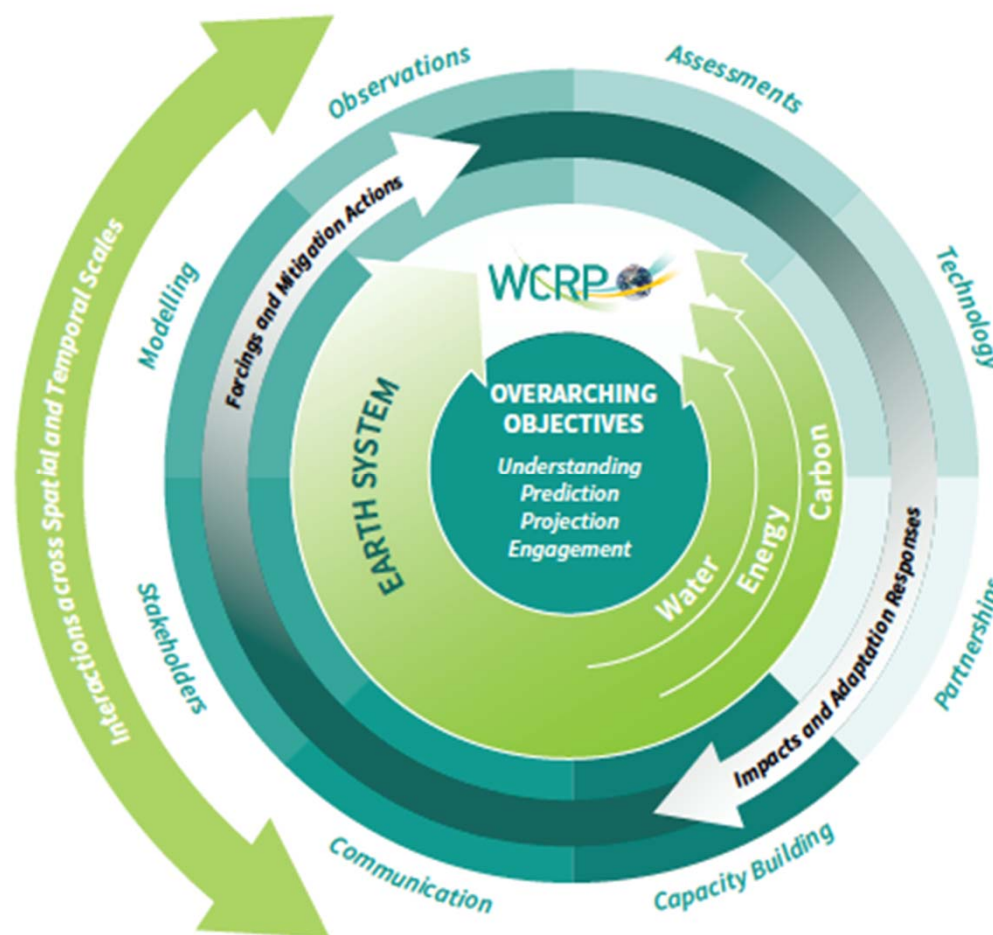 Observations
Assessments
Technology
Partnerships
Capacity Building
Communication
Stakeholders
Modelling
Interactions across Spatial and Temporal Scales
Forcings and Mitigation Actions
Impacts and Adaptation Responses
WCRP
EARTH SYSTEM
OVERARCHING
OBJECTIVES
Understanding
Prediction
Projection
Engagement
Water
Energy
Carbon